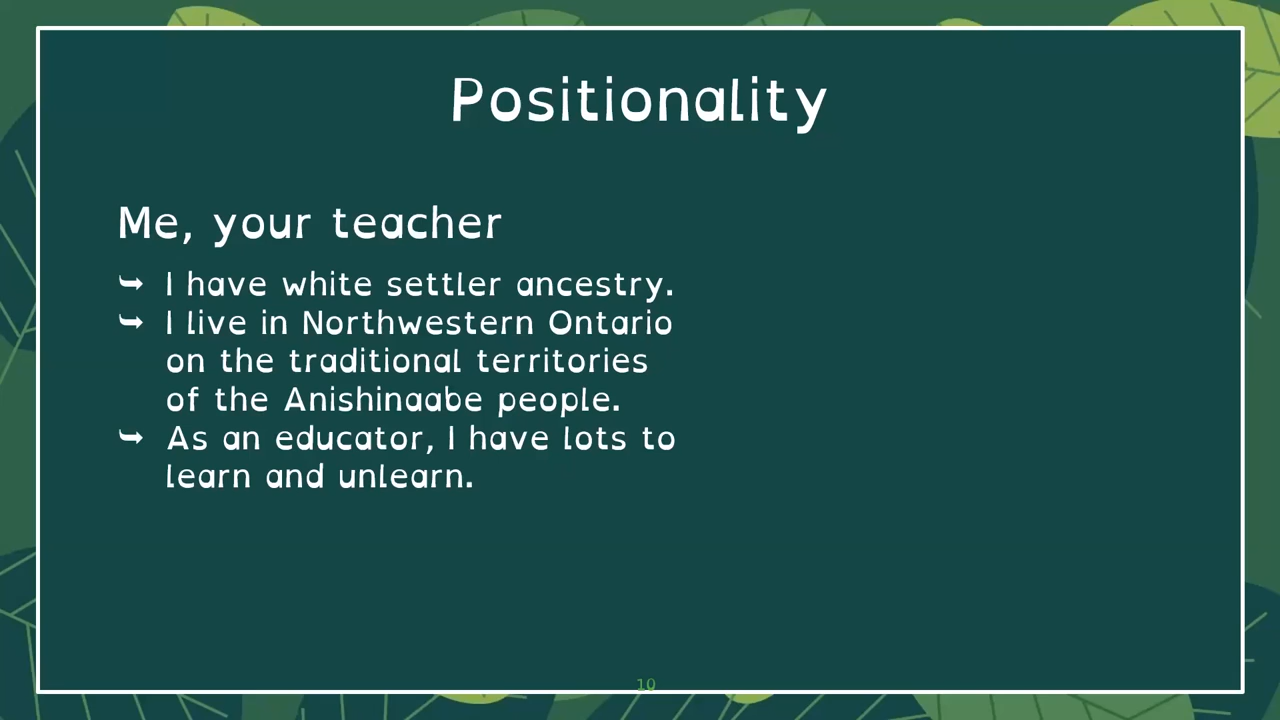 Positionality
Me, your teacher
⮩ I have white settler ancestry.
⮩ I live in Northwestern Ontario
on the traditional territories
of the Anishinaabe people.
⮩ As an educator, I have lots to
learn and unlearn.
10